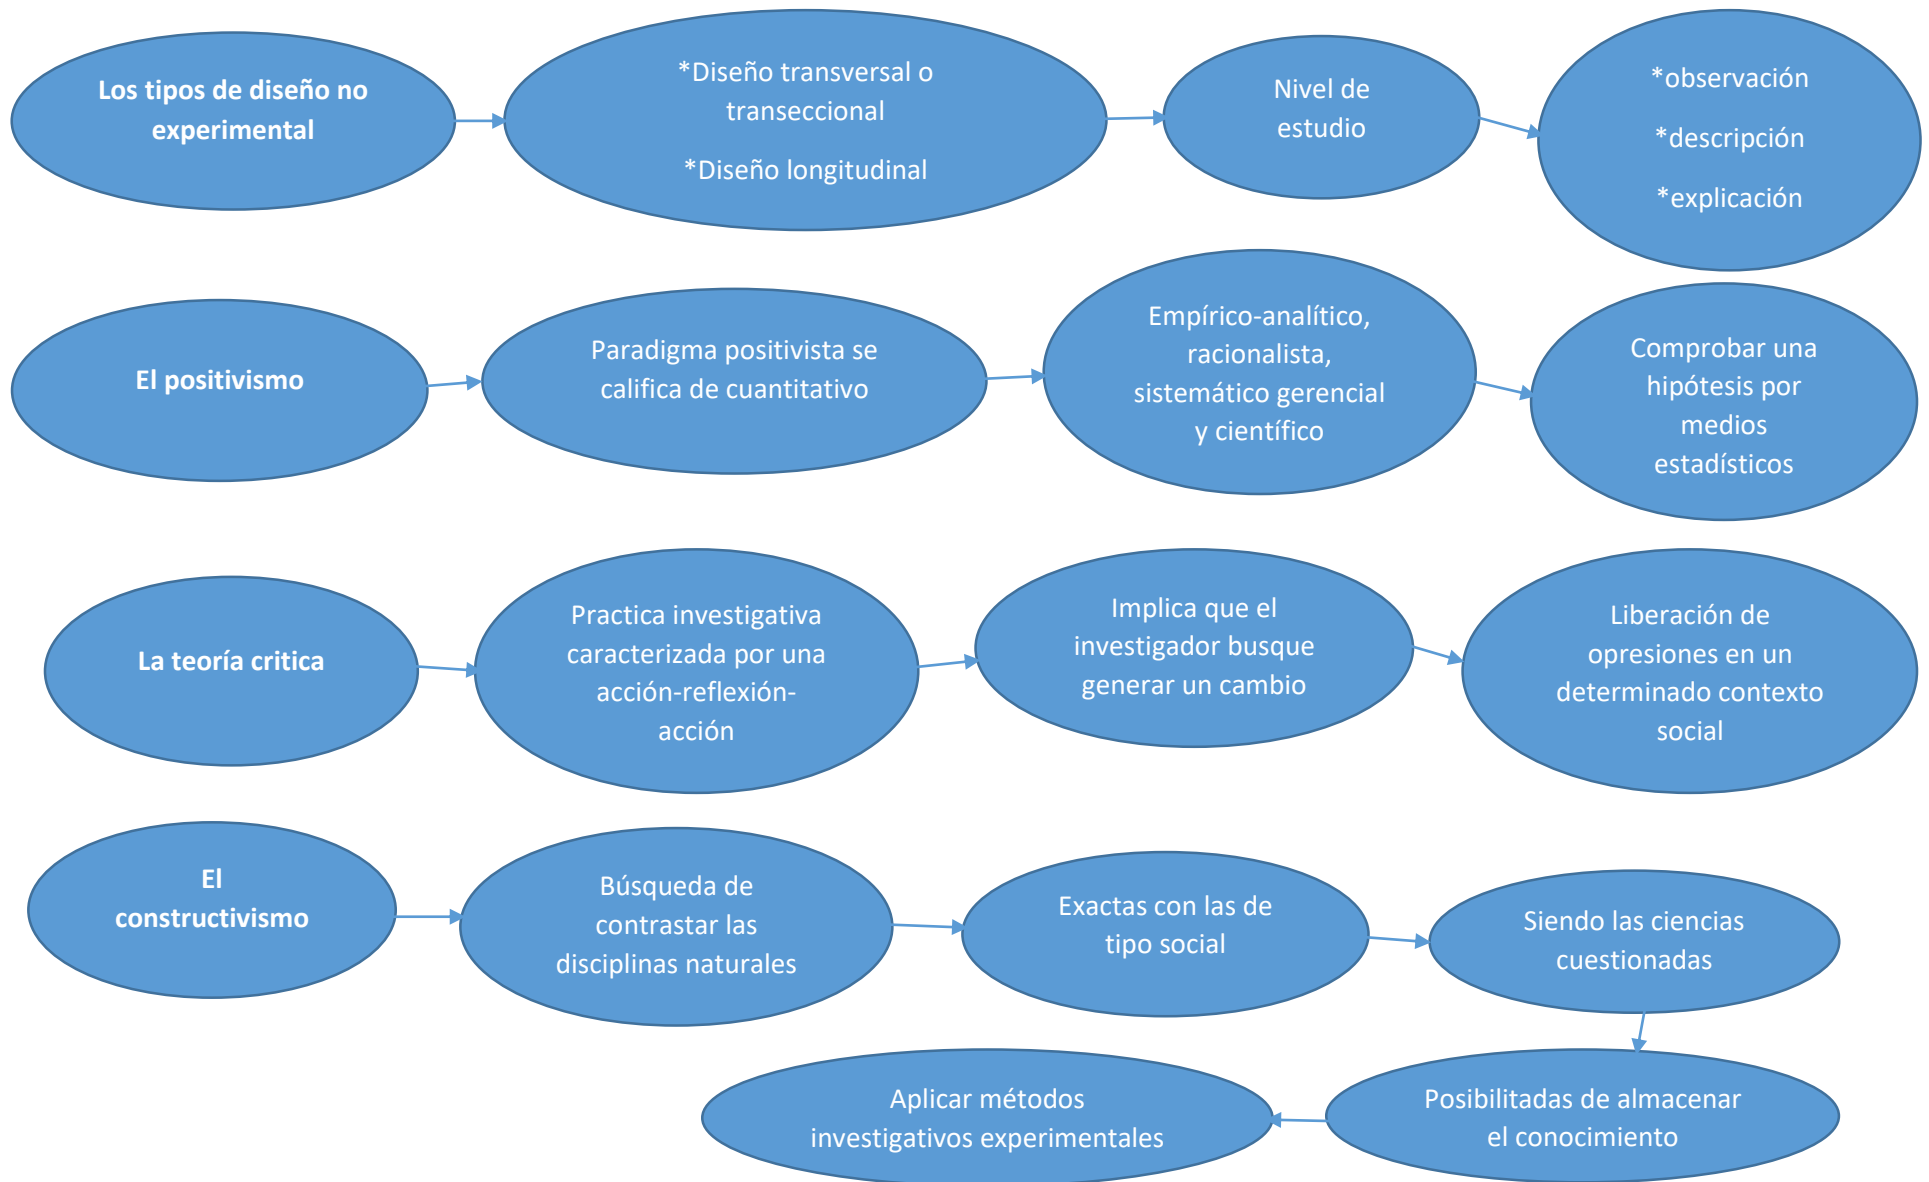 Los tipos de diseño no
experimental
*Diseño transversal o
transeccional
*Diseño longitudinal
Nivel de
estudio
*observación
*descripción
*explicación
El positivismo
Paradigma positivista se
califica de cuantitativo
Empírico-analítico,
racionalista,
sistemático gerencial
y científico
Comprobar una
hipótesis por
medios
estadísticos
La teoría critica
Practica investigativa
caracterizada por una
acción-reflexión-
acción
Implica que el
investigador busque
generar un cambio
Liberación de
opresiones en un
determinado contexto
social
El
constructivismo
Búsqueda de
contrastar las
disciplinas naturales
Exactas con las de
tipo social
Siendo las ciencias
cuestionadas
Posibilitadas de almacenar
el conocimiento
Aplicar métodos
investigativos experimentales